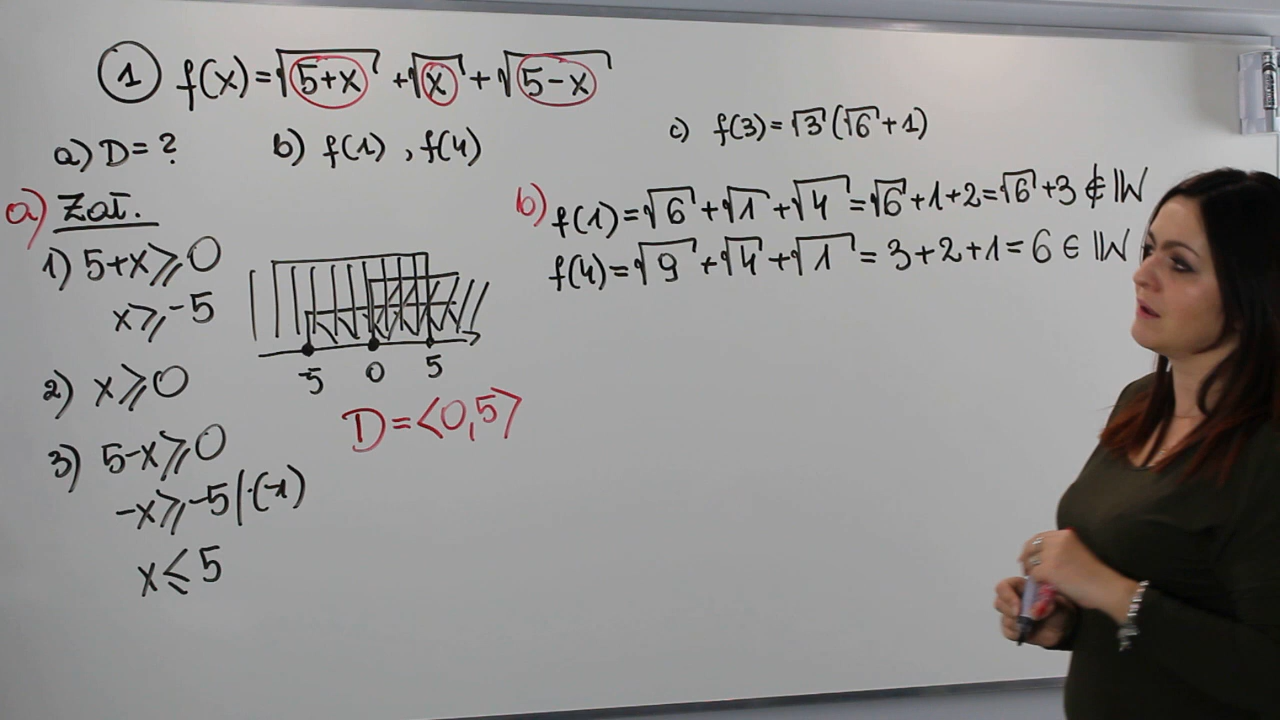 1 f(x)=√(5+x) + √x + √(5-x)
a) D=? b) f(1), f(4)
c) f(3)=√3(√6+1)
a) Zał.
1) 5+x⩾0
x⩾-5
2) x⩾0
3) 5-x⩾0
-x⩾-5 |·(-1)
x≤5
-5 0 5
D=<0,5>
b) f(1)=√6+√1+√4=√6+1+2=√6+3∉W
f(4)=√9+√4+√1=3+2+1=6∈W